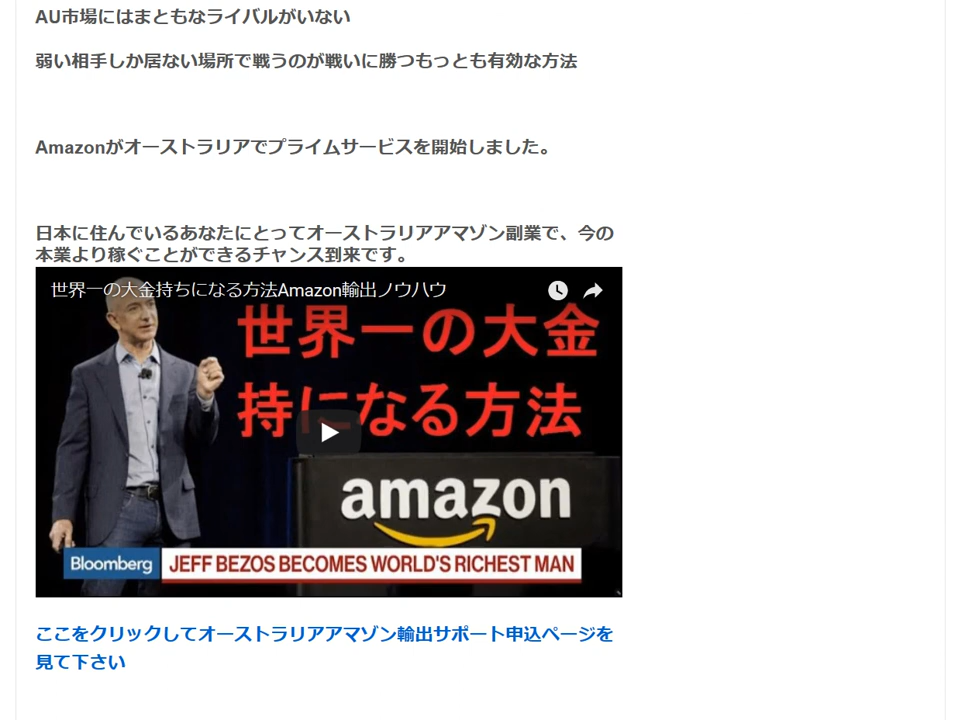 AU市場にはまともなライバルがいない
弱い相手しか居ない場所で戦うのが戦いに勝つもっとも有効な方法
Amazonがオーストラリアでプライムサービスを開始しました。
日本に住んでいるあなたにとってオーストラリアアマゾン副業で、今の
本業より稼ぐことができるチャンス到来です。
世界一の大金持ちになる方法Amazon輸出ノウハウ
世界一の大金
持になる方法
amazon
Bloomberg JEFF BEZOS BECOMES WORLD'S RICHEST MAN
ここをクリックしてオーストラリアアマゾン輸出サポート申込ページを
見て下さい